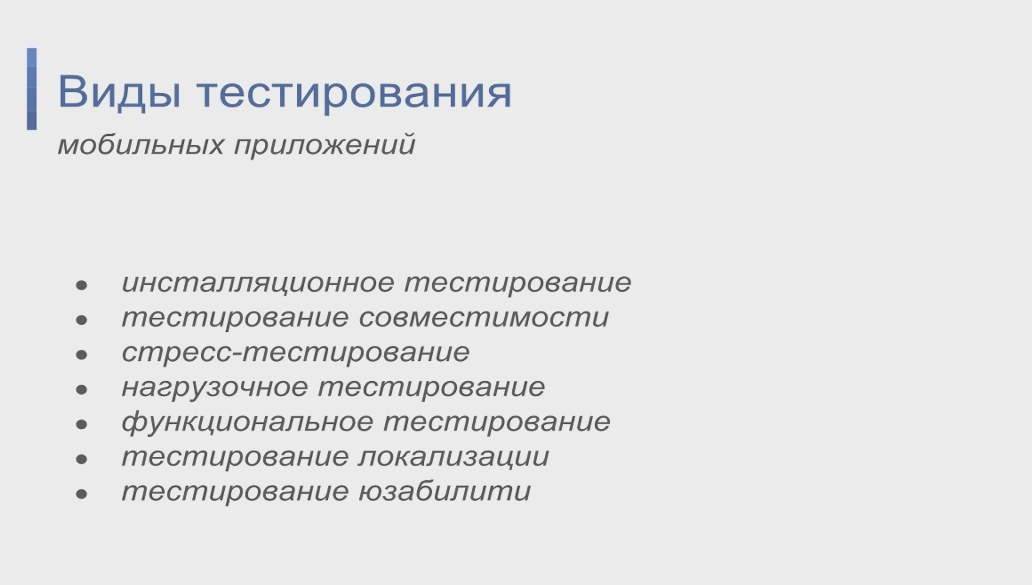 Виды тестирования
мобильных приложений
● инсталляционное тестирование
● тестирование совместимости
● стресс-тестирование
● нагрузочное тестирование
● функциональное тестирование
● тестирование локализации
● тестирование юзабилити